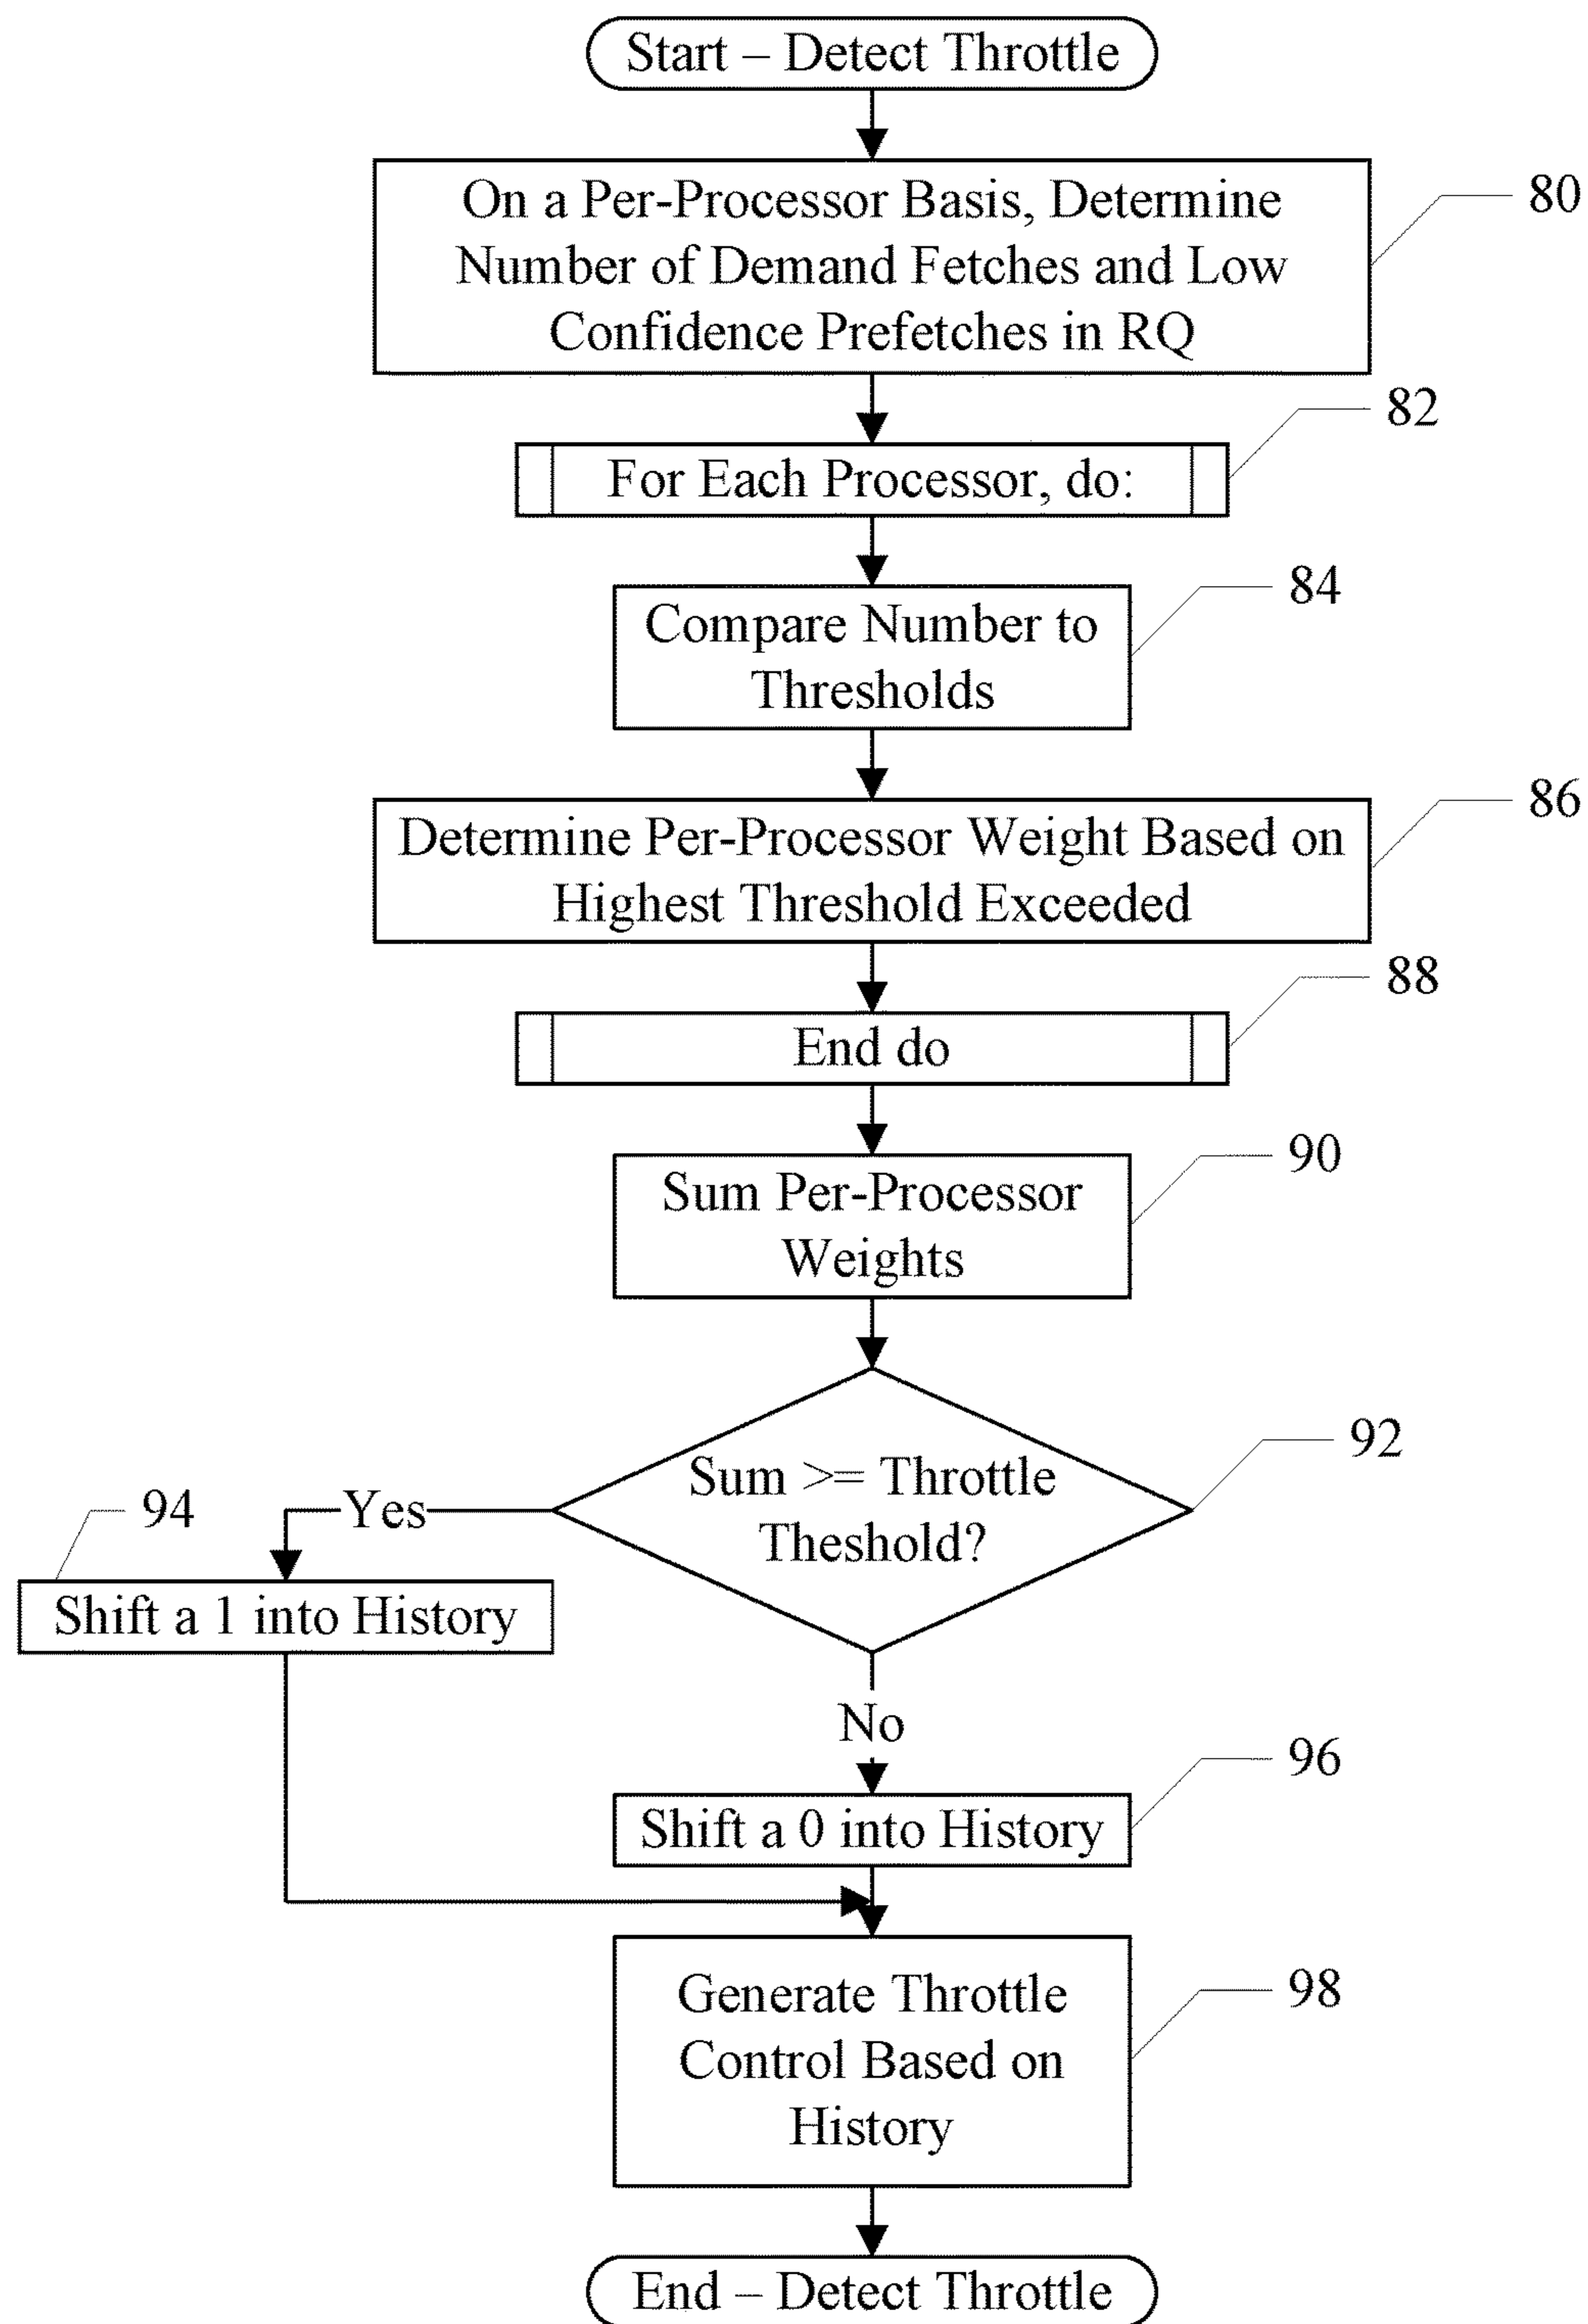 Start – Detect Throttle
On a Per-Processor Basis, Determine
Number of Demand Fetches and Low
Confidence Prefetches in RQ
80
82
For Each Processor, do:
84
Compare Number to
Thresholds
86
Determine Per-Processor Weight Based on
Highest Threshold Exceeded
88
End do
90
Sum Per-Processor
Weights
92
Sum >= Throttle
Theshold?
94
Yes
Shift a 1 into History
No
96
Shift a 0 into History
98
Generate Throttle
Control Based on
History
End – Detect Throttle